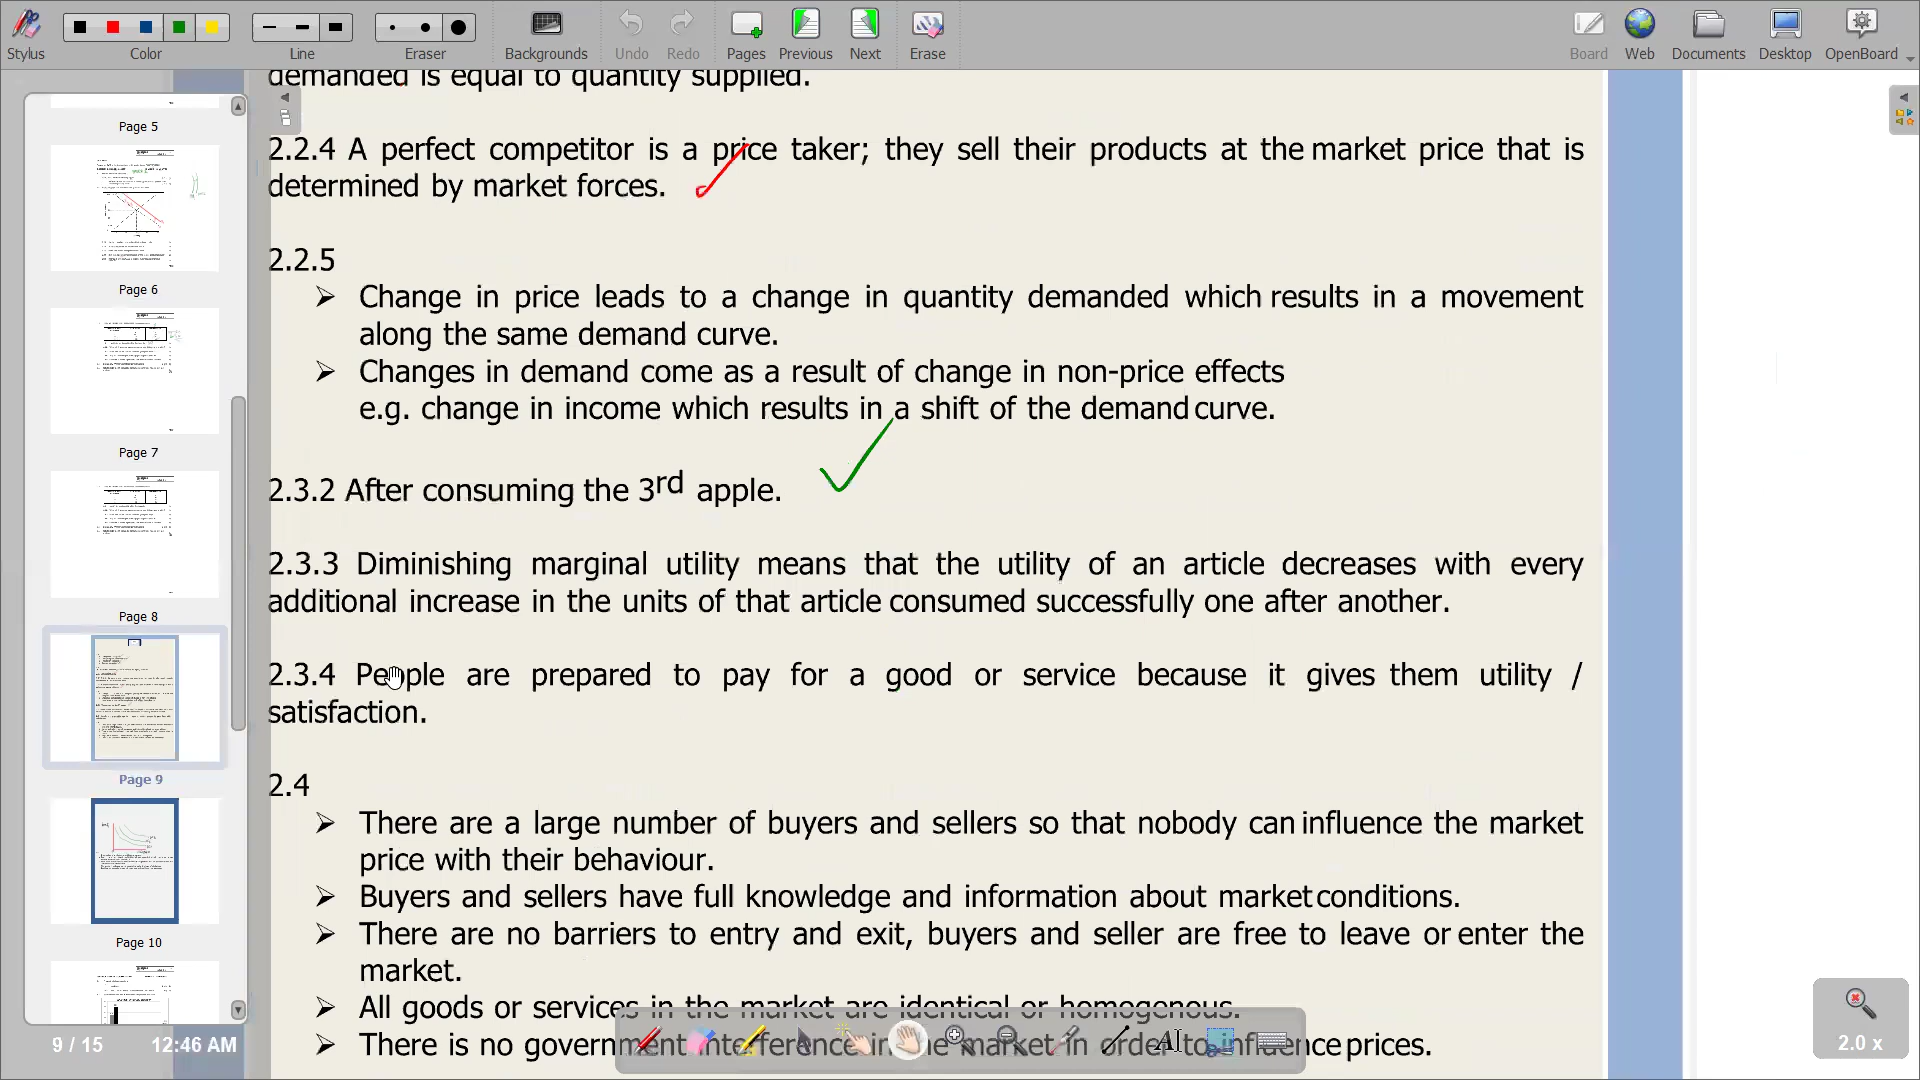 Stylus
Color
Line
Eraser
Backgrounds
Undo
Redo
Pages
Previous
Next
Erase
Board
Web
Documents
Desktop
OpenBoard
demanded is equal to quantity supplied.
2.2.4 A perfect competitor is a price taker; they sell their products at the market price that is
determined by market forces.
2.2.5
➢ Change in price leads to a change in quantity demanded which results in a movement
along the same demand curve.
➢ Changes in demand come as a result of change in non-price effects
e.g. change in income which results in a shift of the demand curve.
2.3.2 After consuming the 3rd apple.
2.3.3 Diminishing marginal utility means that the utility of an article decreases with every
additional increase in the units of that article consumed successfully one after another.
2.3.4 People are prepared to pay for a good or service because it gives them utility /
satisfaction.
2.4
➢ There are a large number of buyers and sellers so that nobody can influence the market
price with their behaviour.
➢ Buyers and sellers have full knowledge and information about market conditions.
➢ There are no barriers to entry and exit, buyers and seller are free to leave or enter the
market.
➢ All goods or services in the market are identical or homogenous.
➢ There is no government interference in the market in order to influence prices.
Page 5
Page 6
Page 7
Page 8
Page 9
Page 10
9 / 15
12:46 AM
2.0 x